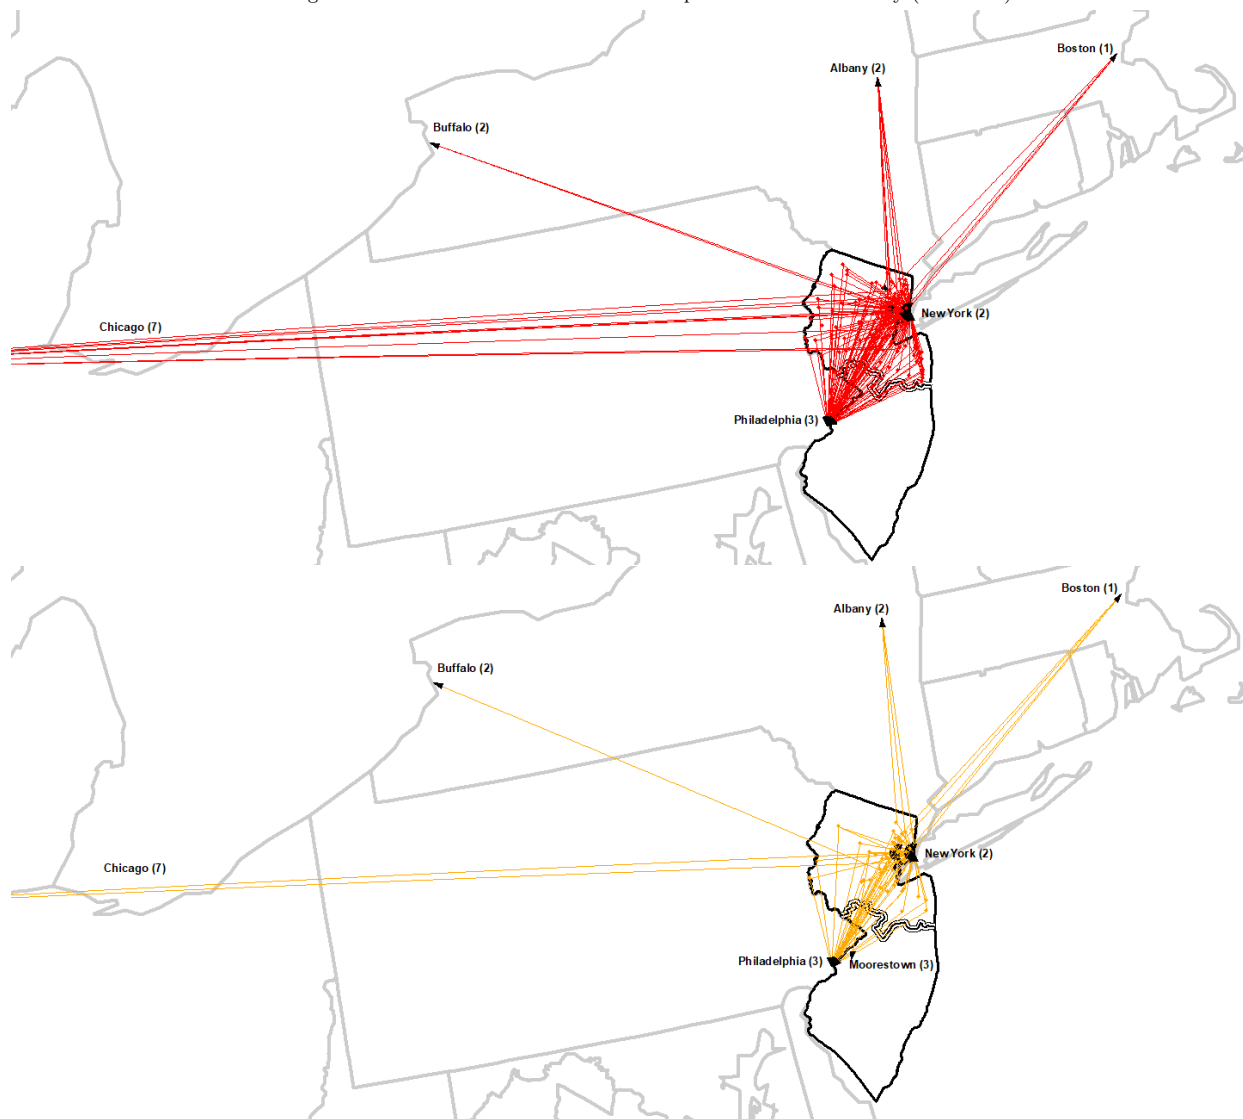 Boston (1)
Albany (2)
Buffalo (2)
New York (2)
Chicago (7)
Philadelphia (3)
Boston (1)
Albany (2)
Buffalo (2)
New York (2)
Chicago (7)
Philadelphia (3)
Moorestown (3)